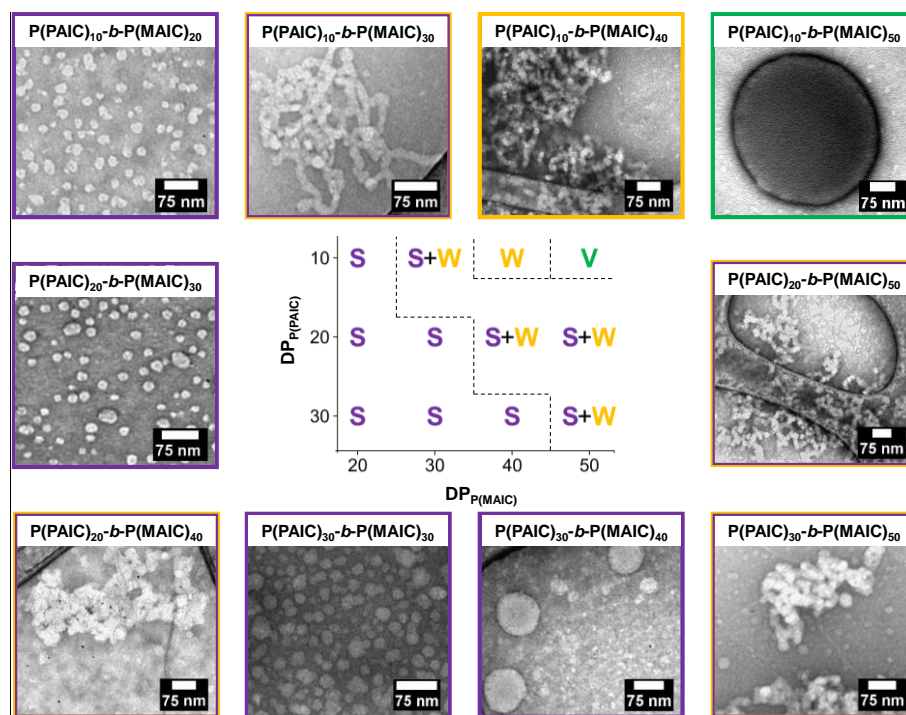 P(PAIC)₁₀-b-P(MAIC)₂₀
P(PAIC)₁₀-b-P(MAIC)₃₀
P(PAIC)₁₀-b-P(MAIC)₄₀
P(PAIC)₁₀-b-P(MAIC)₅₀
75 nm
75 nm
75 nm
75 nm
P(PAIC)₂₀-b-P(MAIC)₃₀
75 nm
DP_P(PAIC)
10 S S+W W V
20 S S S+W S+W
30 S S S S+W
20 30 40 50
DP_P(MAIC)
P(PAIC)₂₀-b-P(MAIC)₅₀
75 nm
P(PAIC)₂₀-b-P(MAIC)₄₀
P(PAIC)₃₀-b-P(MAIC)₃₀
P(PAIC)₃₀-b-P(MAIC)₄₀
P(PAIC)₃₀-b-P(MAIC)₅₀
75 nm
75 nm
75 nm
75 nm